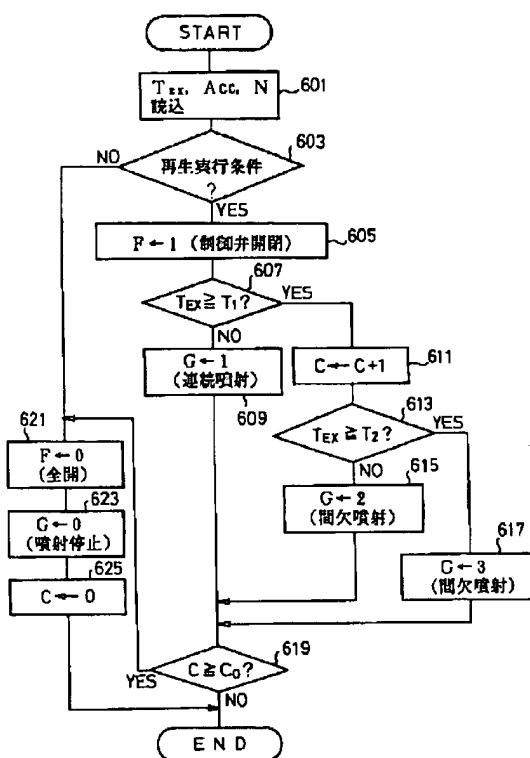 START
T_EX, Acc, N
読込
601
再生実行条件
?
603
NO
YES
F←1 (制御弁開閉)
605
T_EX≧T₁?
607
YES
NO
G←1
(連続噴射)
609
C←C+1
611
T_EX≧T₂?
613
YES
NO
G←2
(間欠噴射)
615
G←3
(間欠噴射)
617
621
F←0
(全開)
623
G←0
(噴射停止)
625
C←0
C≧C₀?
619
YES
NO
END